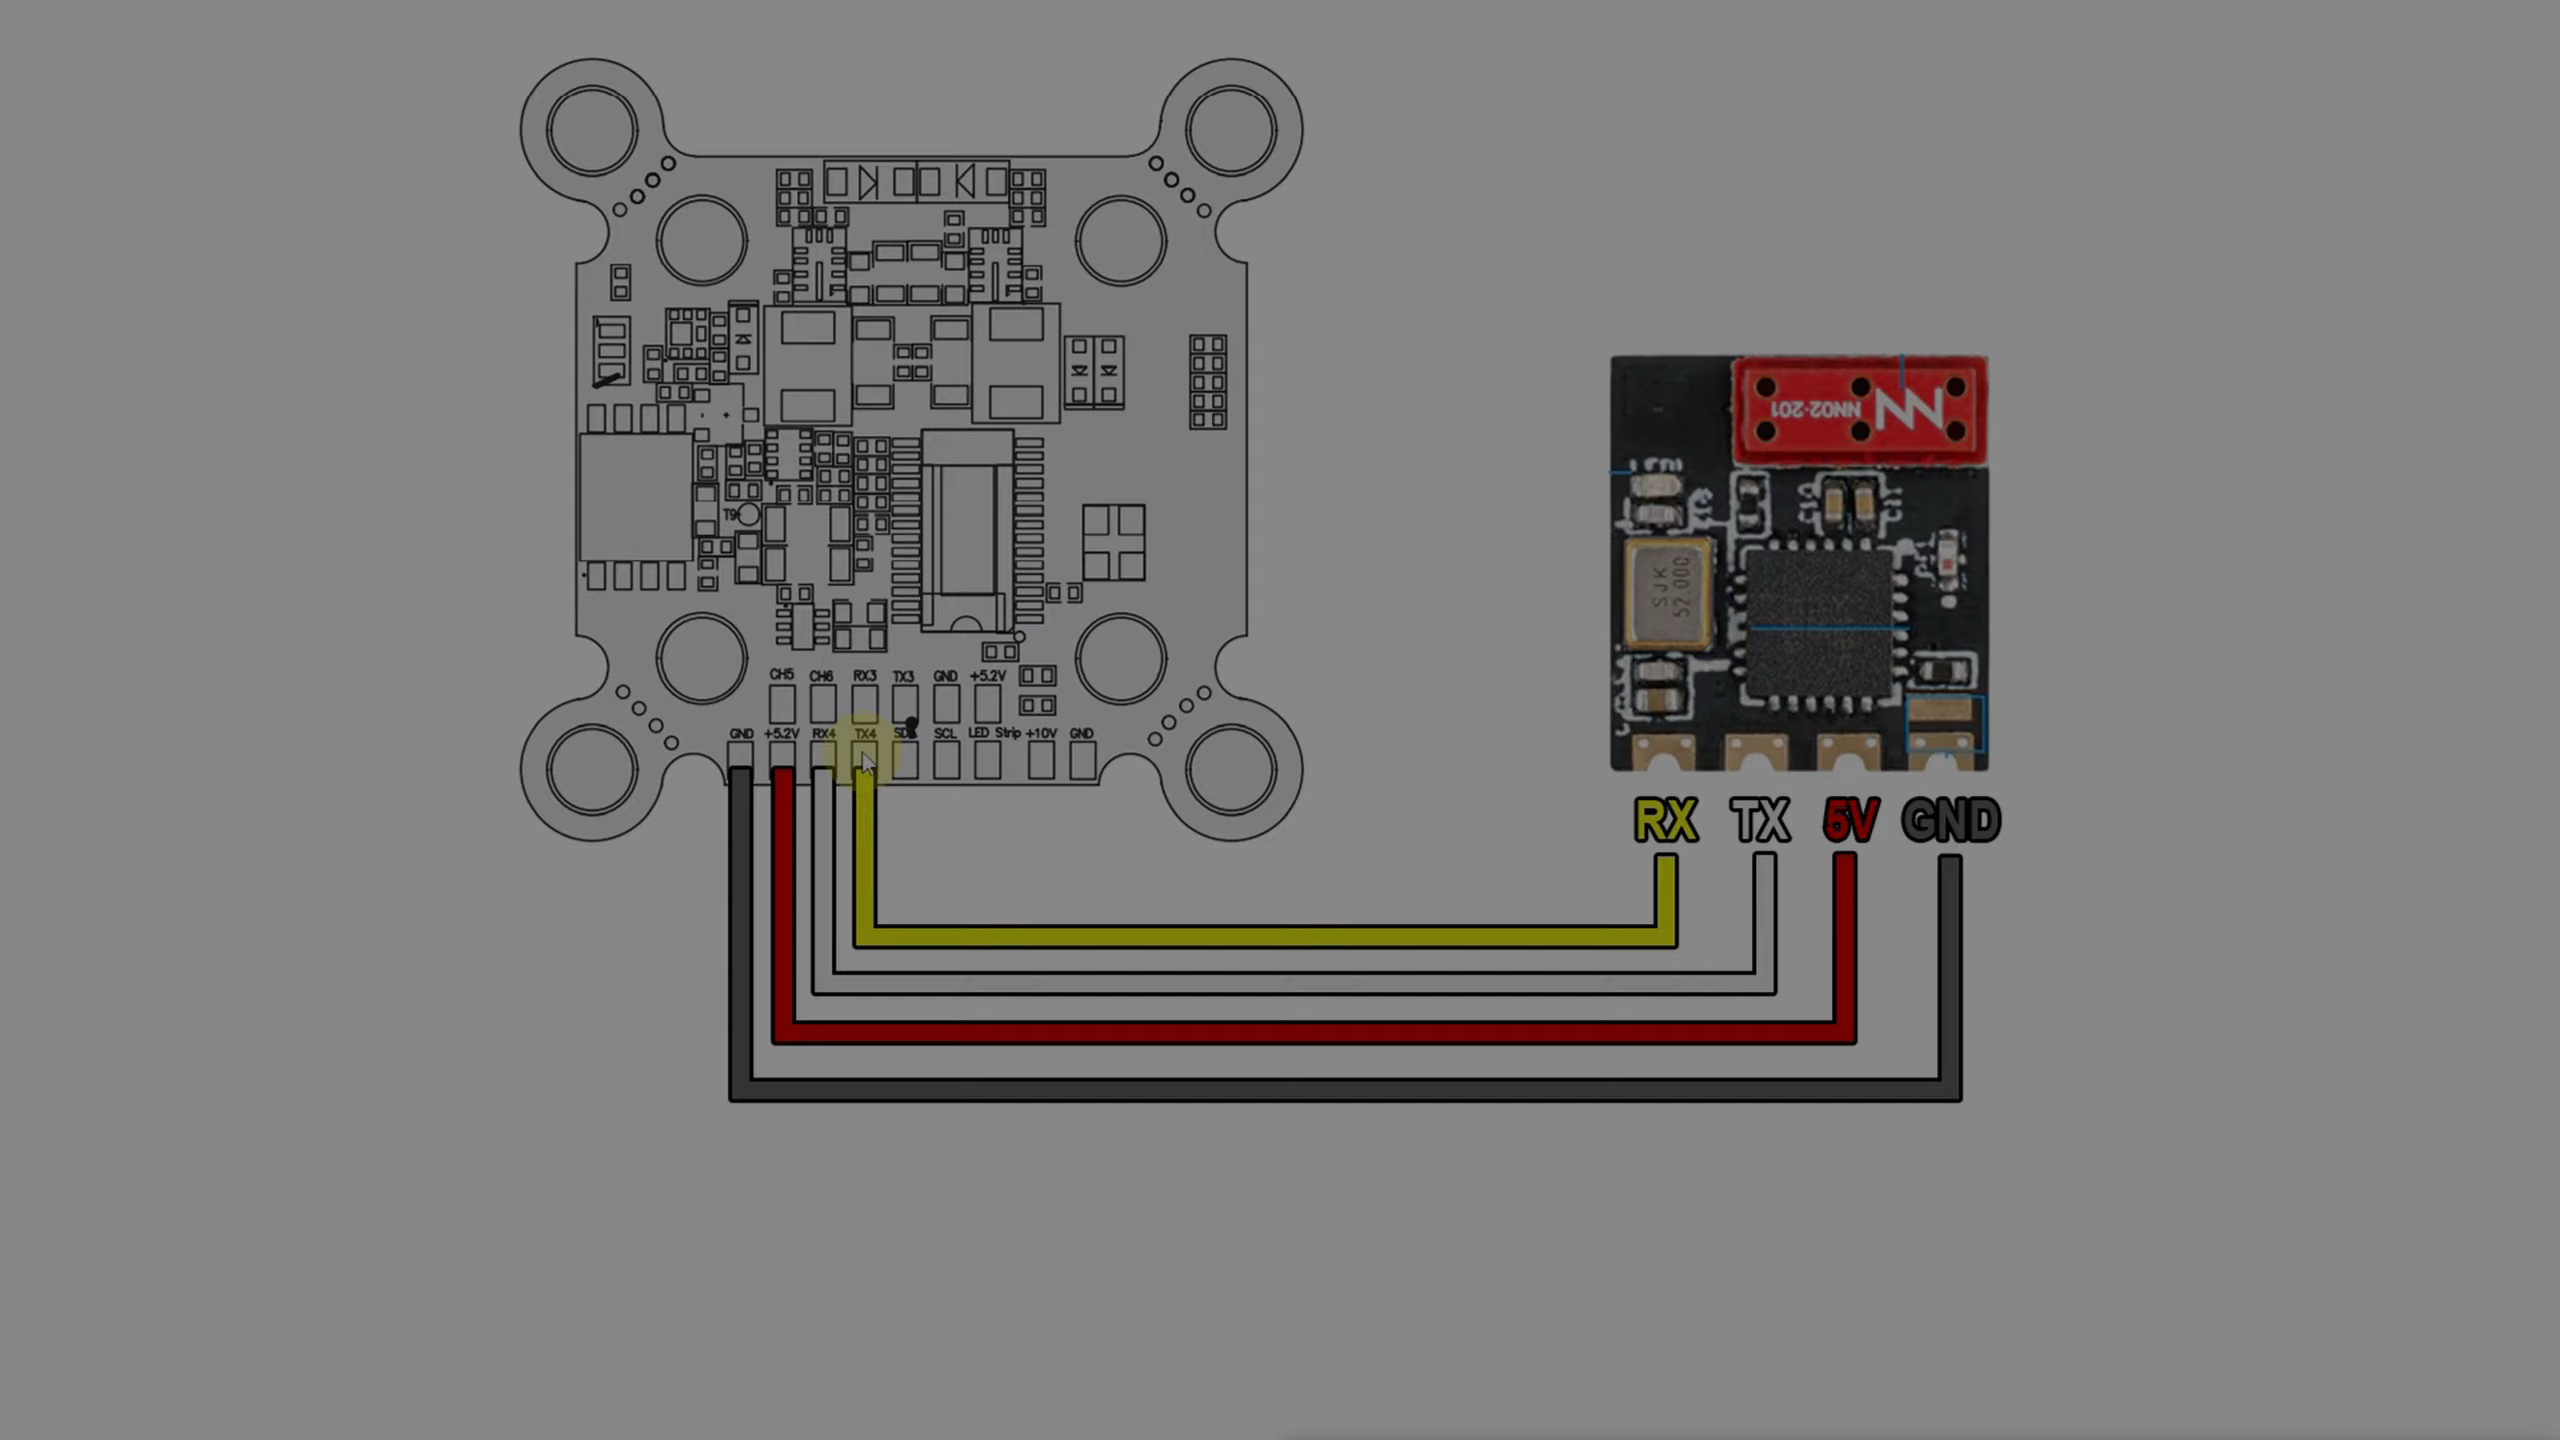 NN02-201
SJK
52.000
T9
CH5 CH6 RX3 TX3 GND +5.2V
GND +5.2V RX4 TX4 SCL LED Strip +10V GND
RX TX 5V GND